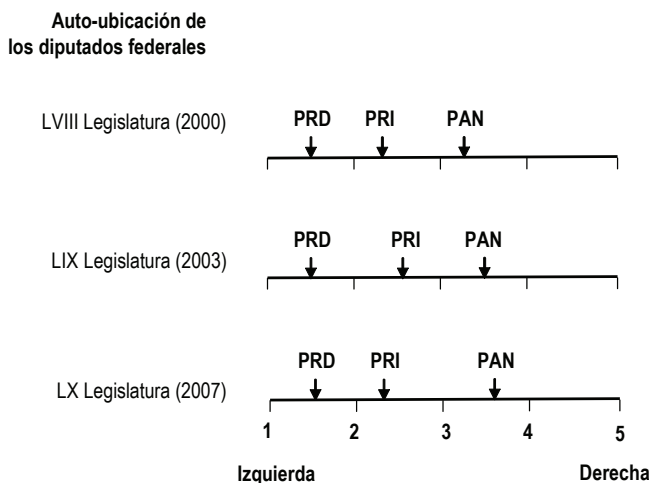 Auto-ubicación de
los diputados federales
LVIII Legislatura (2000)
PRD PRI PAN
LIX Legislatura (2003)
PRD PRI PAN
LX Legislatura (2007)
PRD PRI PAN
1 2 3 4 5
Izquierda Derecha